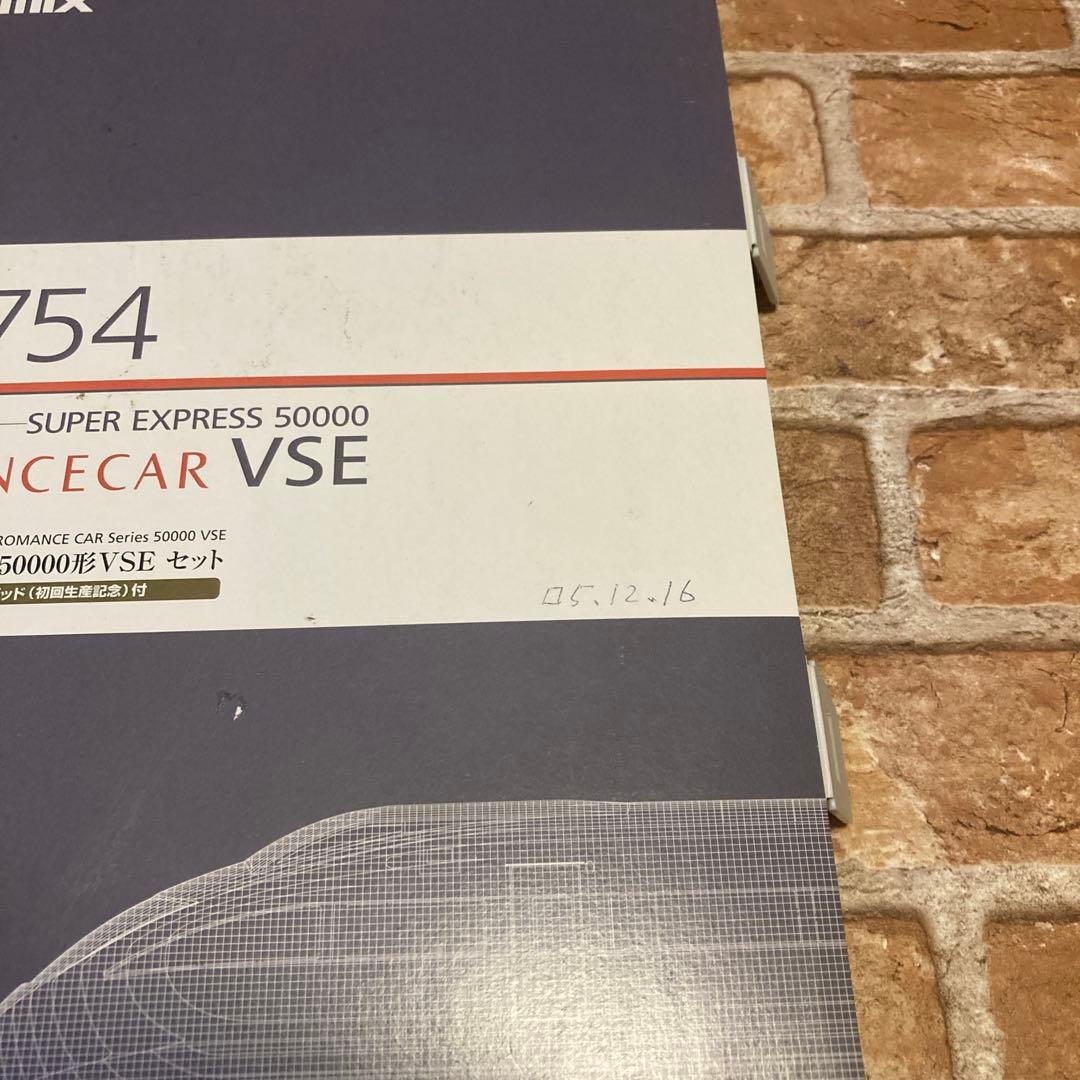 mix
754
SUPER EXPRESS 50000
NCECAR VSE
ROMANCE CAR Series 50000 VSE
50000形VSE セット
ッド(初回生産記念)付
05.12.16